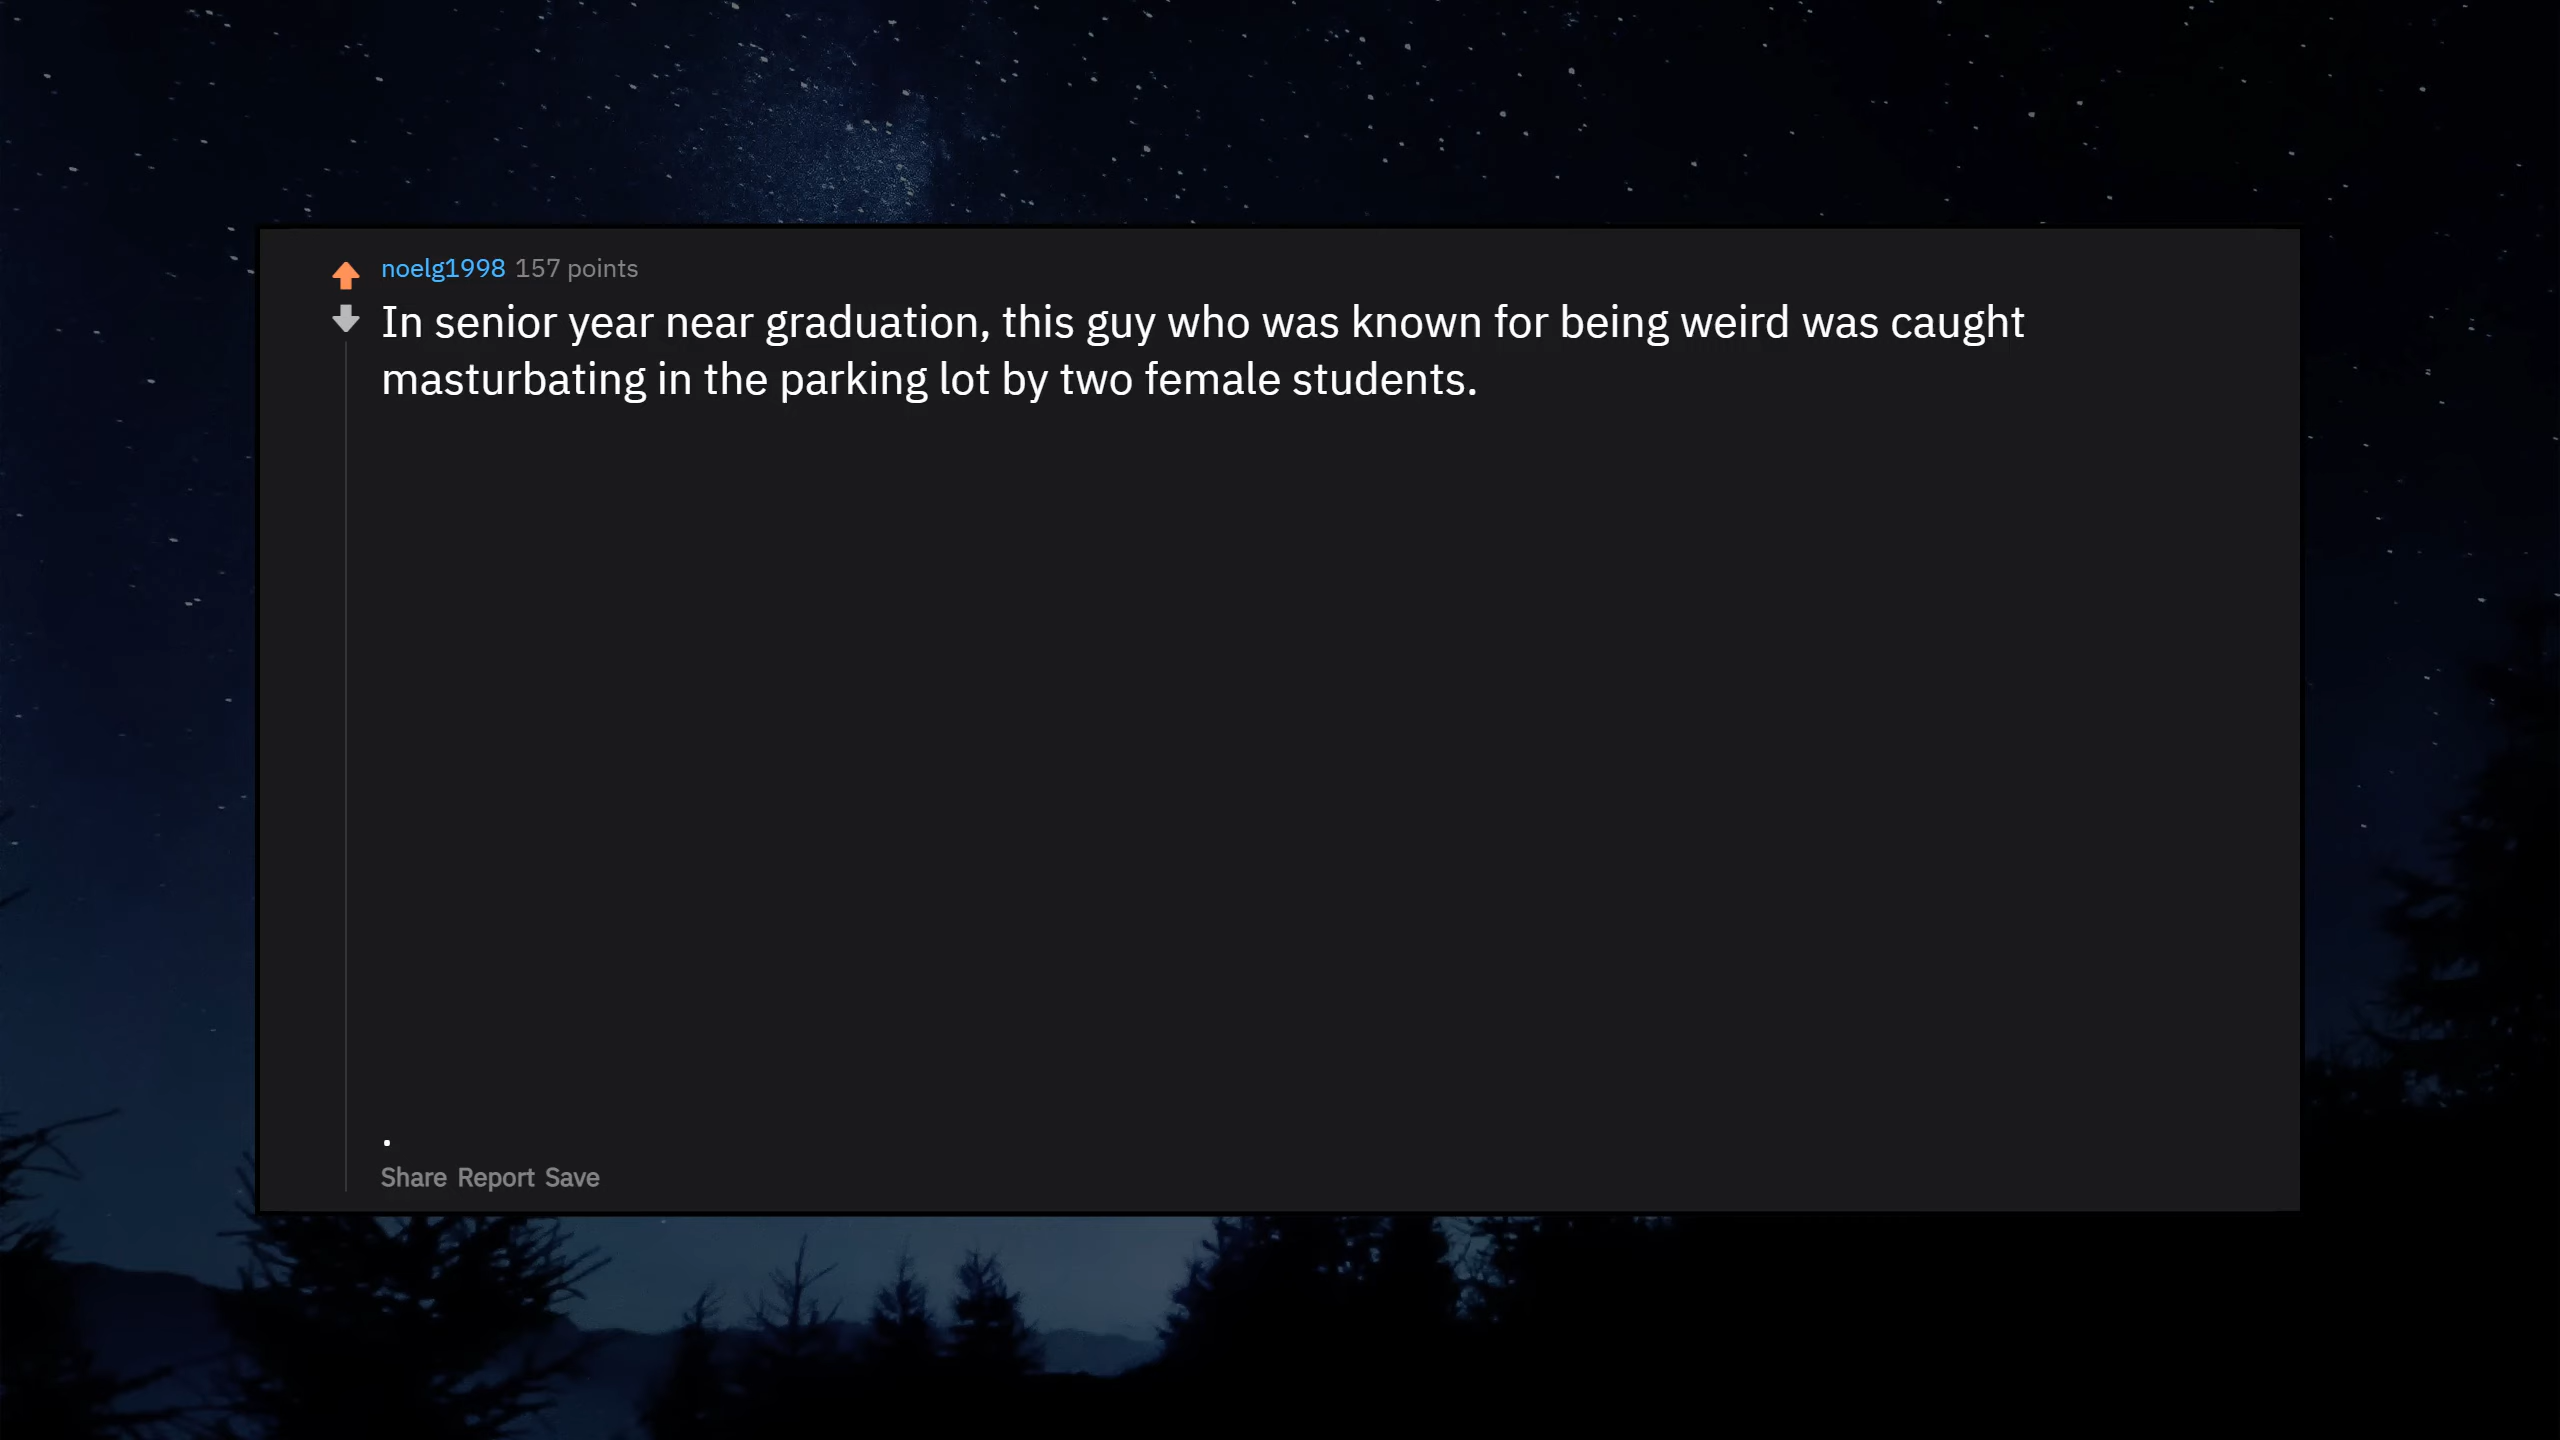 noelg1998 157 points
In senior year near graduation, this guy who was known for being weird was caught
masturbating in the parking lot by two female students.
.
Share Report Save